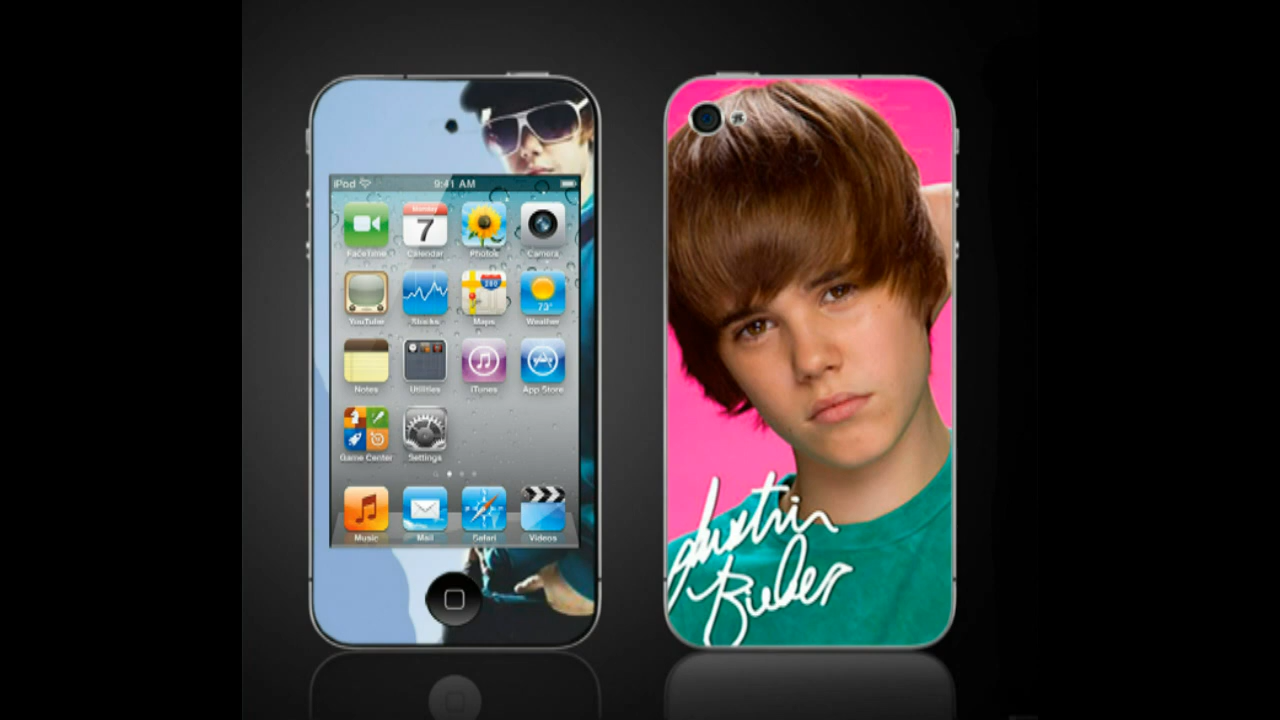 iPod 9:41 AM
Monday
7
FaceTime Calendar Photos Camera
280
73°
YouTube Stocks Maps Weather
Notes Utilities iTunes App Store
Game Center Settings
Music Mail Safari Videos
Justin
Bieber